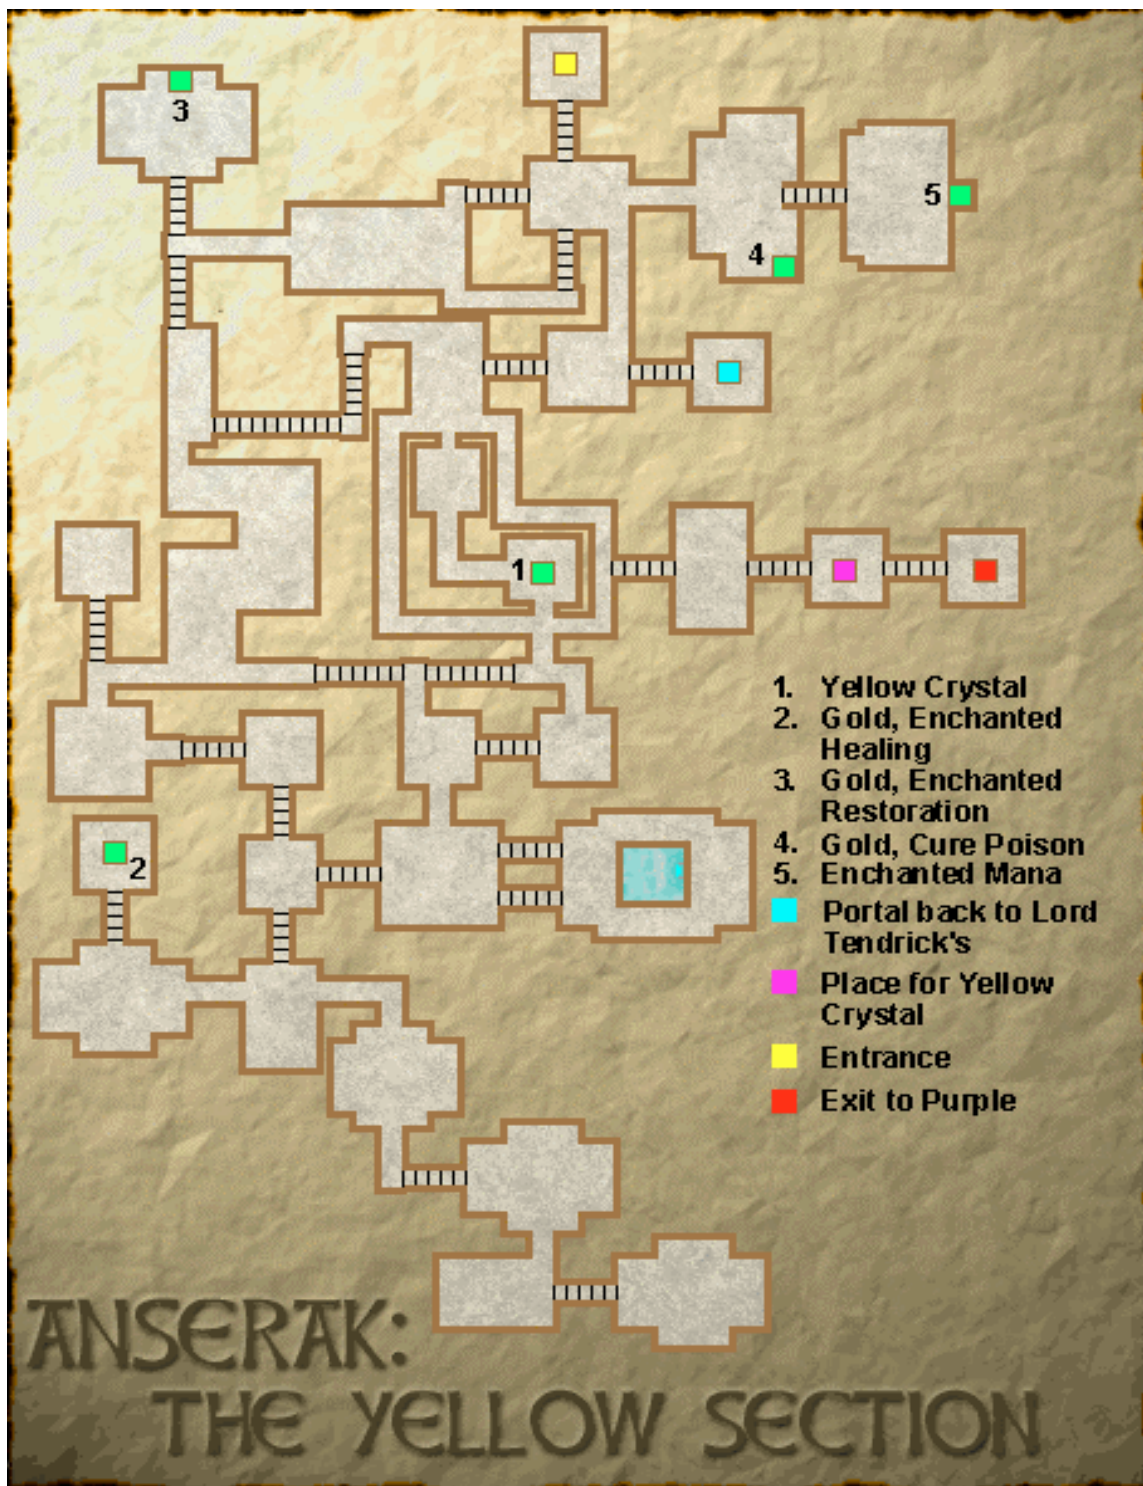 3
5
4
1
1. Yellow Crystal
2. Gold, Enchanted
Healing
3. Gold, Enchanted
Restoration
4. Gold, Cure Poison
5. Enchanted Mana
2
Portal back to Lord
Tendrick's
Place for Yellow
Crystal
Entrance
Exit to Purple
ANSERAK:
THE YELLOW SECTION